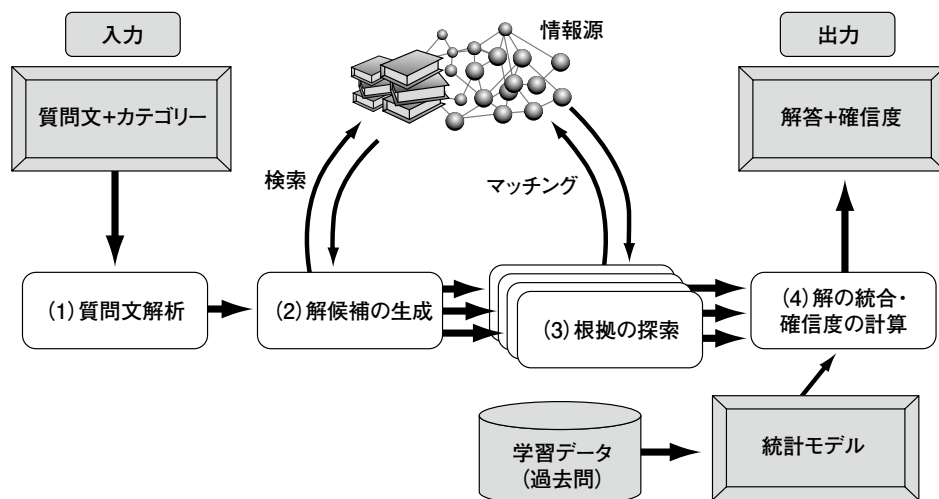 入力
情報源
出力
質問文+カテゴリー
解答+確信度
検索
マッチング
(1)質問文解析
(2)解候補の生成
(3)根拠の探索
(4)解の統合・
確信度の計算
学習データ
(過去問)
統計モデル